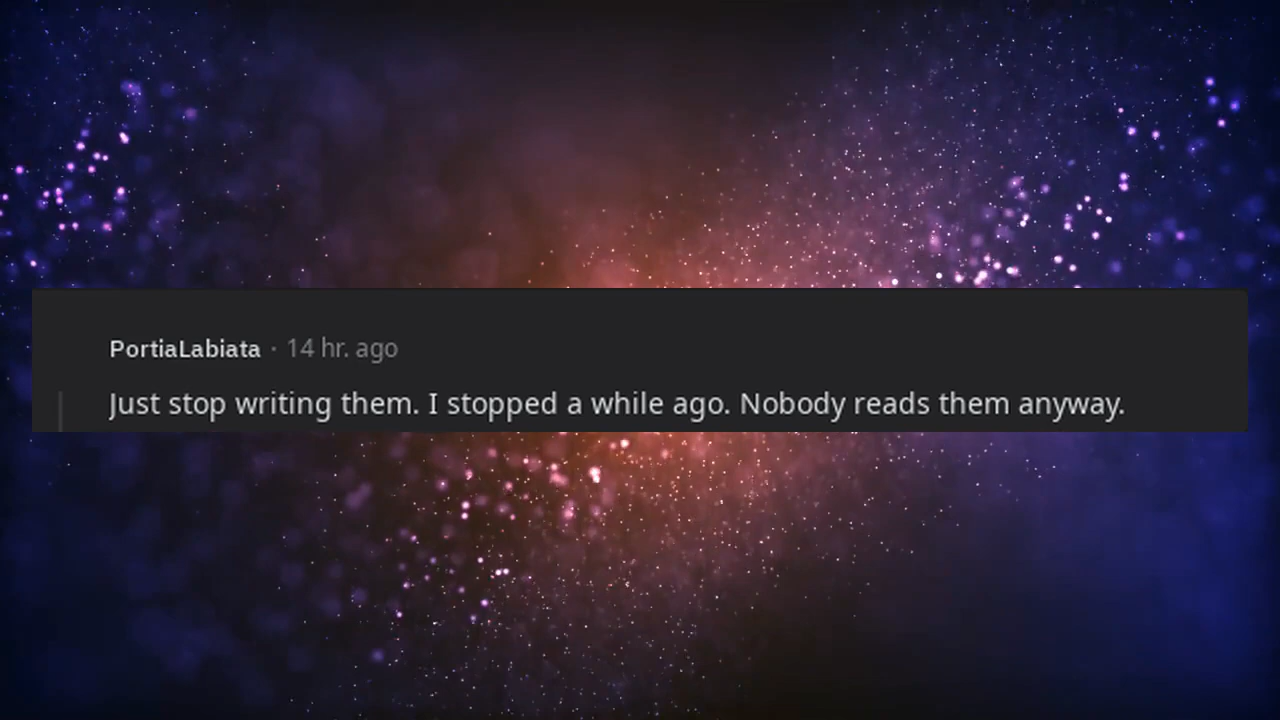 PortiaLabiata · 14 hr. ago
Just stop writing them. I stopped a while ago. Nobody reads them anyway.